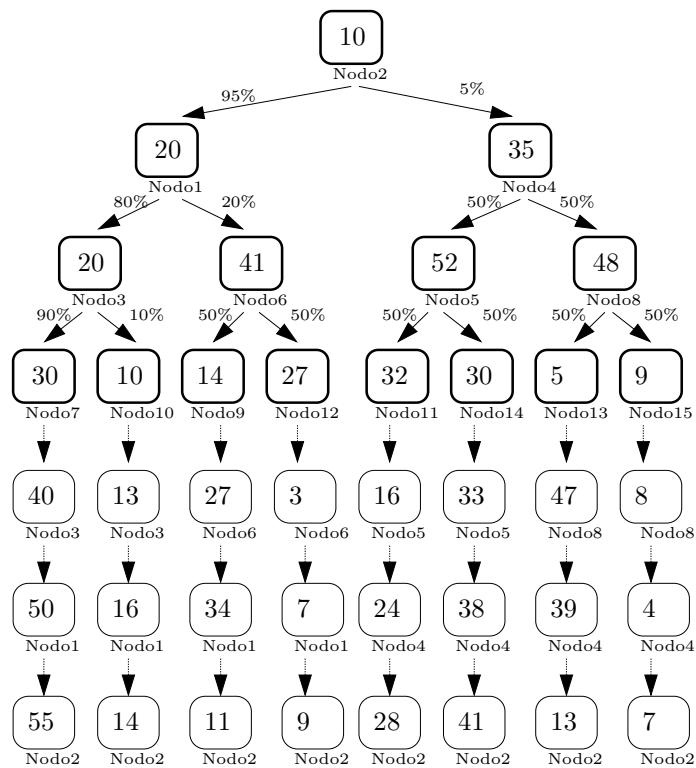 10
Nodo2
95% 5%
20 35
Nodo1 Nodo4
80% 20% 50% 50%
20 41 52 48
Nodo3 Nodo6 Nodo5 Nodo8
90% 10% 50% 50% 50% 50% 50% 50%
30 10 14 27 32 30 5 9
Nodo7 Nodo10 Nodo9 Nodo12 Nodo11 Nodo14 Nodo13 Nodo15
40 13 27 3 16 33 47 8
Nodo3 Nodo3 Nodo6 Nodo6 Nodo5 Nodo5 Nodo8 Nodo8
50 16 34 7 24 38 39 4
Nodo1 Nodo1 Nodo1 Nodo1 Nodo4 Nodo4 Nodo4 Nodo4
55 14 11 9 28 41 13 7
Nodo2 Nodo2 Nodo2 Nodo2 Nodo2 Nodo2 Nodo2 Nodo2